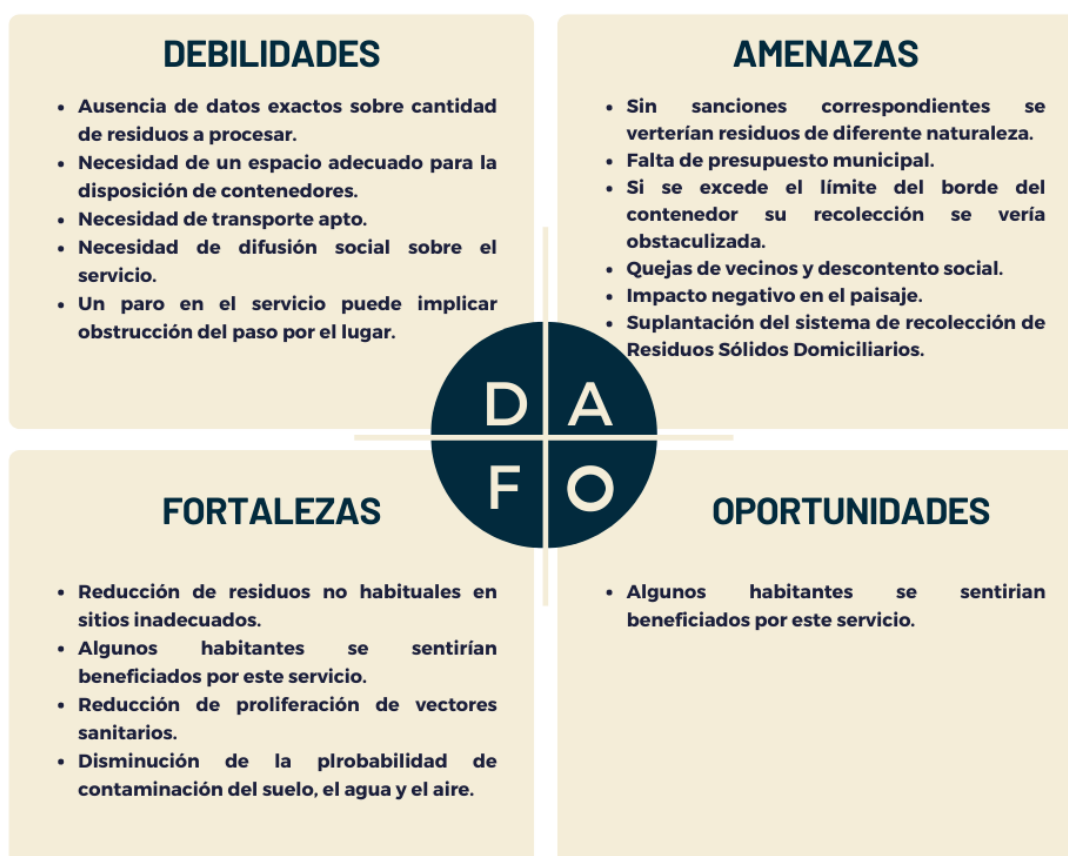 DEBILIDADES
• Ausencia de datos exactos sobre cantidad
de residuos a procesar.
• Necesidad de un espacio adecuado para la
disposición de contenedores.
• Necesidad de transporte apto.
• Necesidad de difusión social sobre el
servicio.
• Un paro en el servicio puede implicar
obstrucción del paso por el lugar.
AMENAZAS
• Sin sanciones correspondientes se
verterían residuos de diferente naturaleza.
• Falta de presupuesto municipal.
• Si se excede el límite del borde del
contenedor su recolección se vería
obstaculizada.
• Quejas de vecinos y descontento social.
• Impacto negativo en el paisaje.
• Suplantación del sistema de recolección de
Residuos Sólidos Domiciliarios.
D A
F O
FORTALEZAS
• Reducción de residuos no habituales en
sitios inadecuados.
• Algunos habitantes se sentirían
beneficiados por este servicio.
• Reducción de proliferación de vectores
sanitarios.
• Disminución de la plrobabilidad de
contaminación del suelo, el agua y el aire.
OPORTUNIDADES
• Algunos habitantes se sentirian
beneficiados por este servicio.